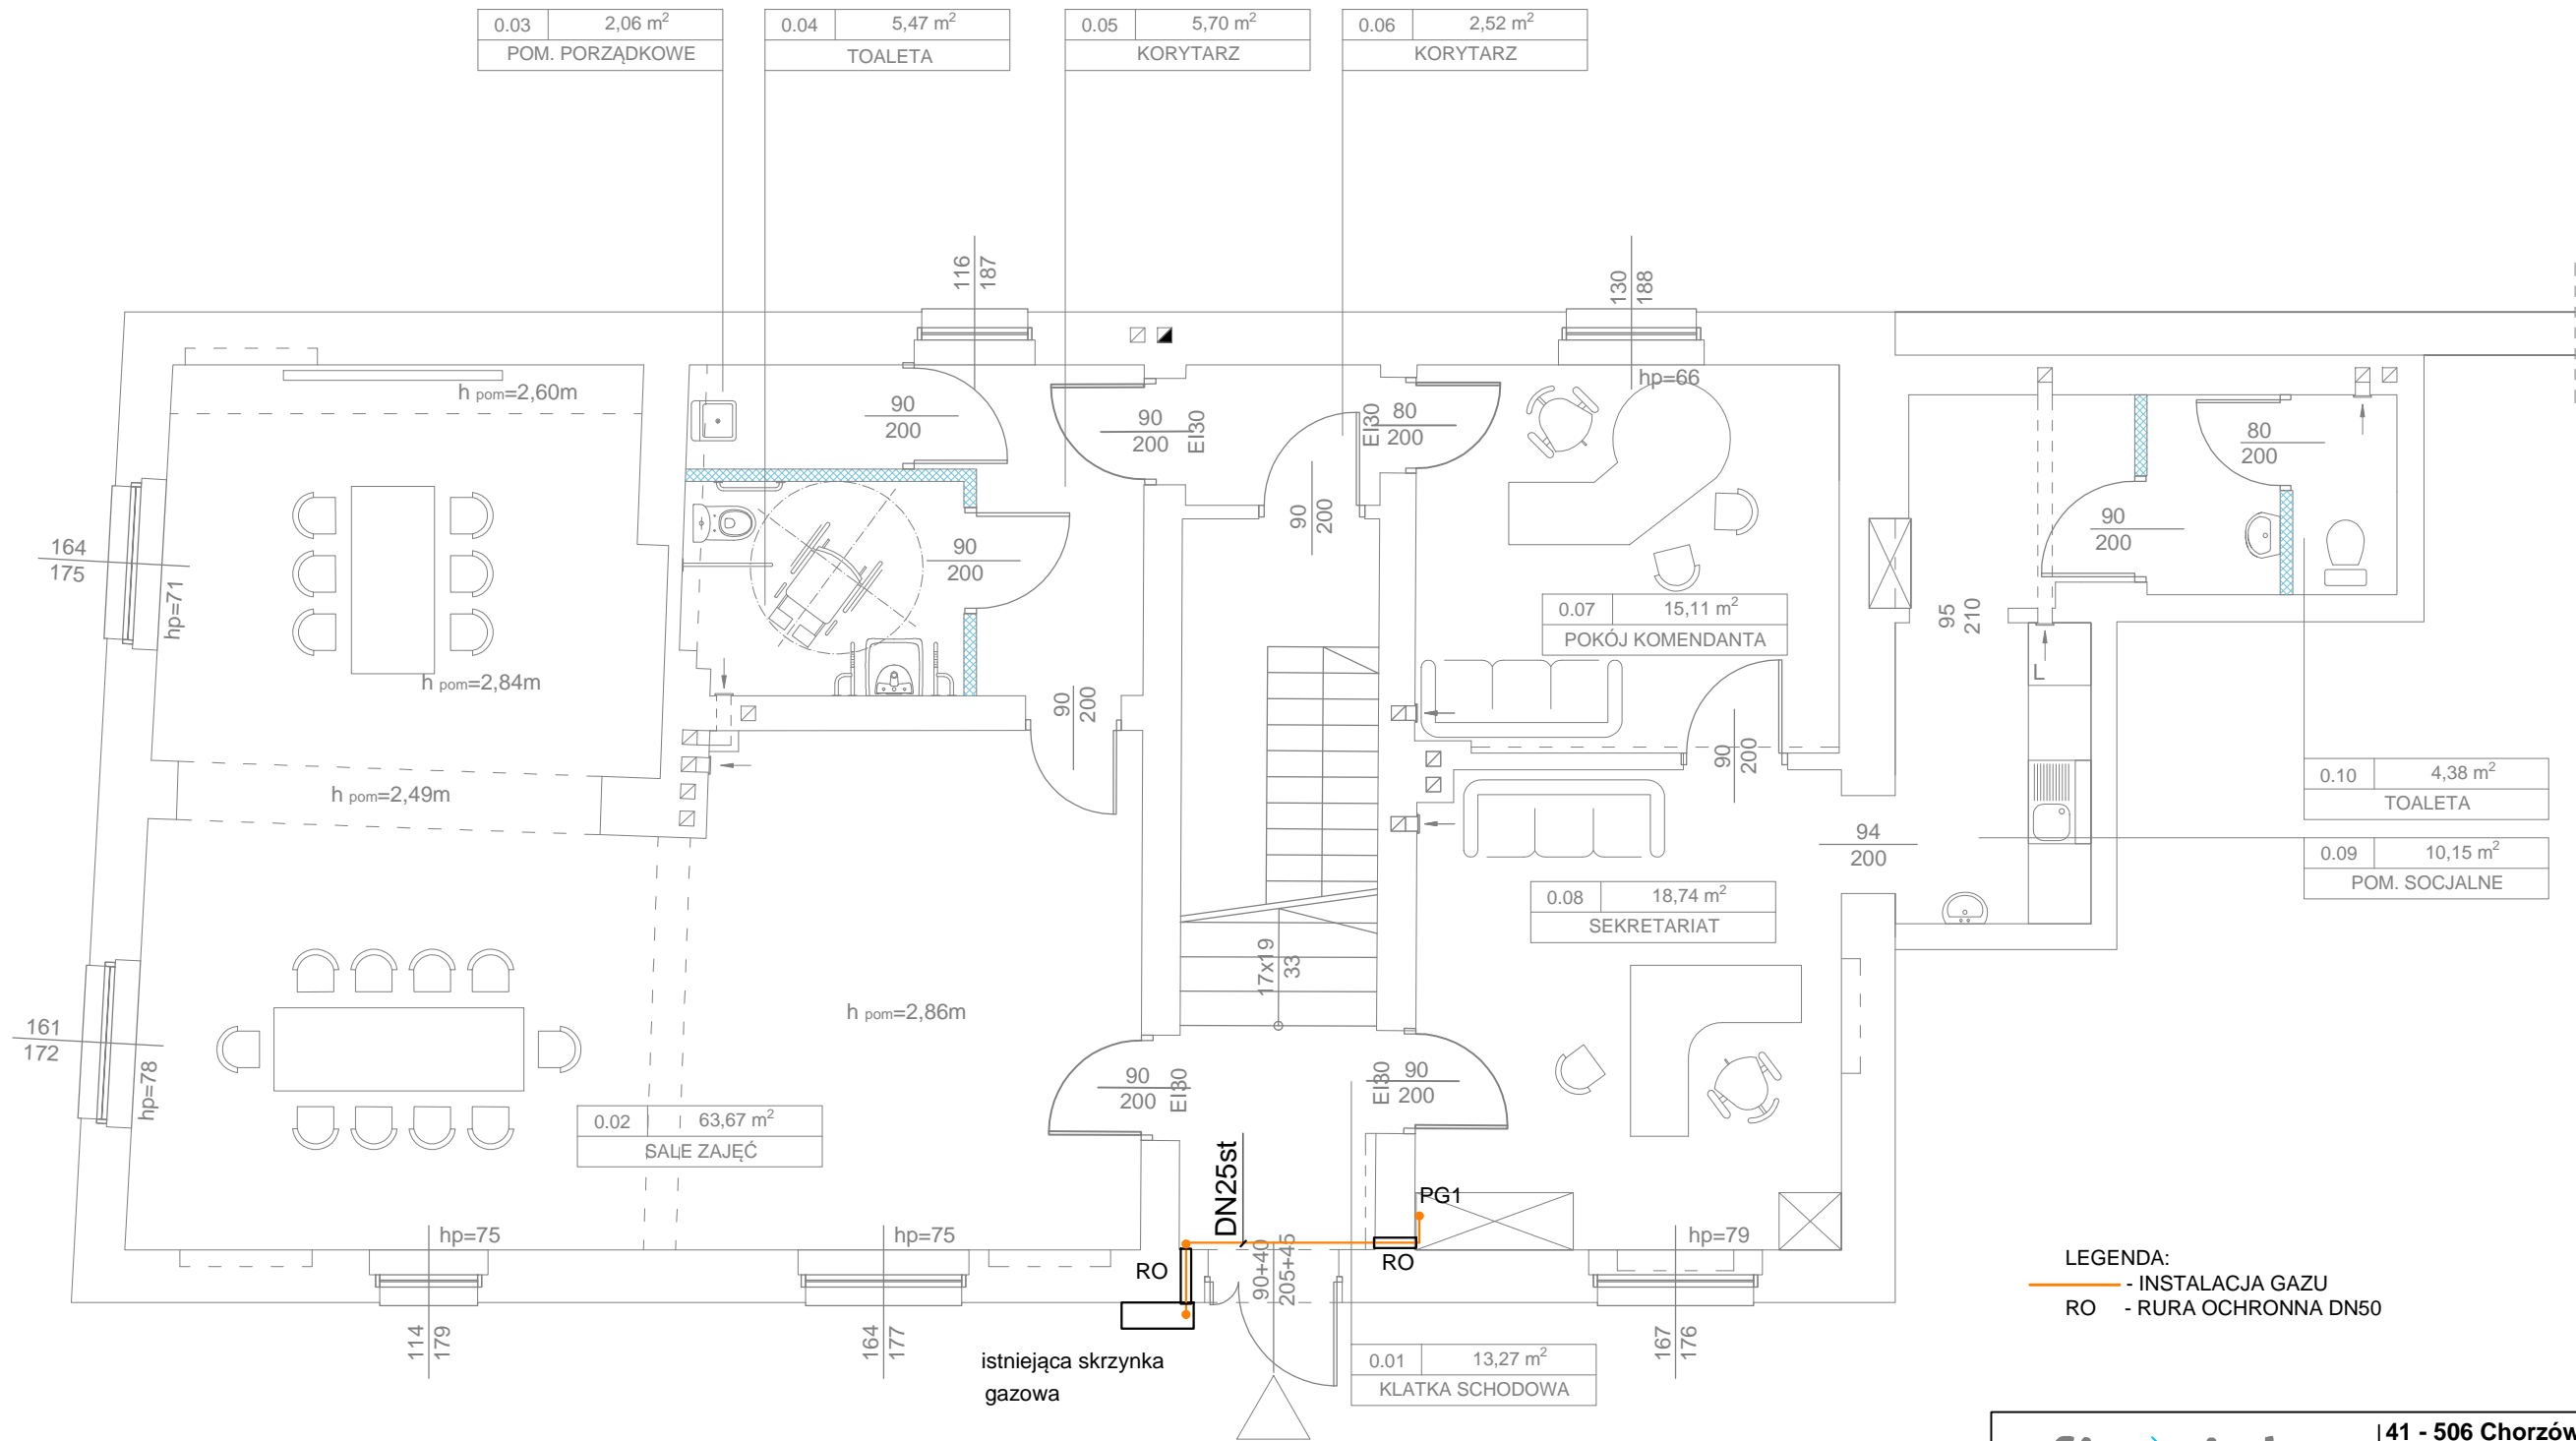 0.03 2,06 m²
POM. PORZĄDKOWE
0.04 5,47 m²
TOALETA
0.05 5,70 m²
KORYTARZ
0.06 2,52 m²
KORYTARZ
116
187
130
188
h pom=2,60m
hp=66
90
200
90
200
EI30
EI30
80
200
90
200
80
200
90
200
90
200
164
175
hp=71
95
210
0.07 15,11 m²
POKÓJ KOMENDANTA
h pom=2,84m
L
90
200
90
200
h pom=2,49m
0.10 4,38 m²
TOALETA
94
200
0.09 10,15 m²
POM. SOCJALNE
0.08 18,74 m²
SEKRETARIAT
17x19
33
h pom=2,86m
161
172
hp=78
90
200
EI30
EI30
90
200
0.02 63,67 m²
SALE ZAJĘĆ
DN25st
PG1
hp=75
hp=75
hp=79
RO
RO
90+40
205+45
LEGENDA:
- INSTALACJA GAZU
RO - RURA OCHRONNA DN50
114
179
164
177
167
176
istniejąca skrzynka
gazowa
0.01 13,27 m²
KLATKA SCHODOWA
41 - 506 Chorzów